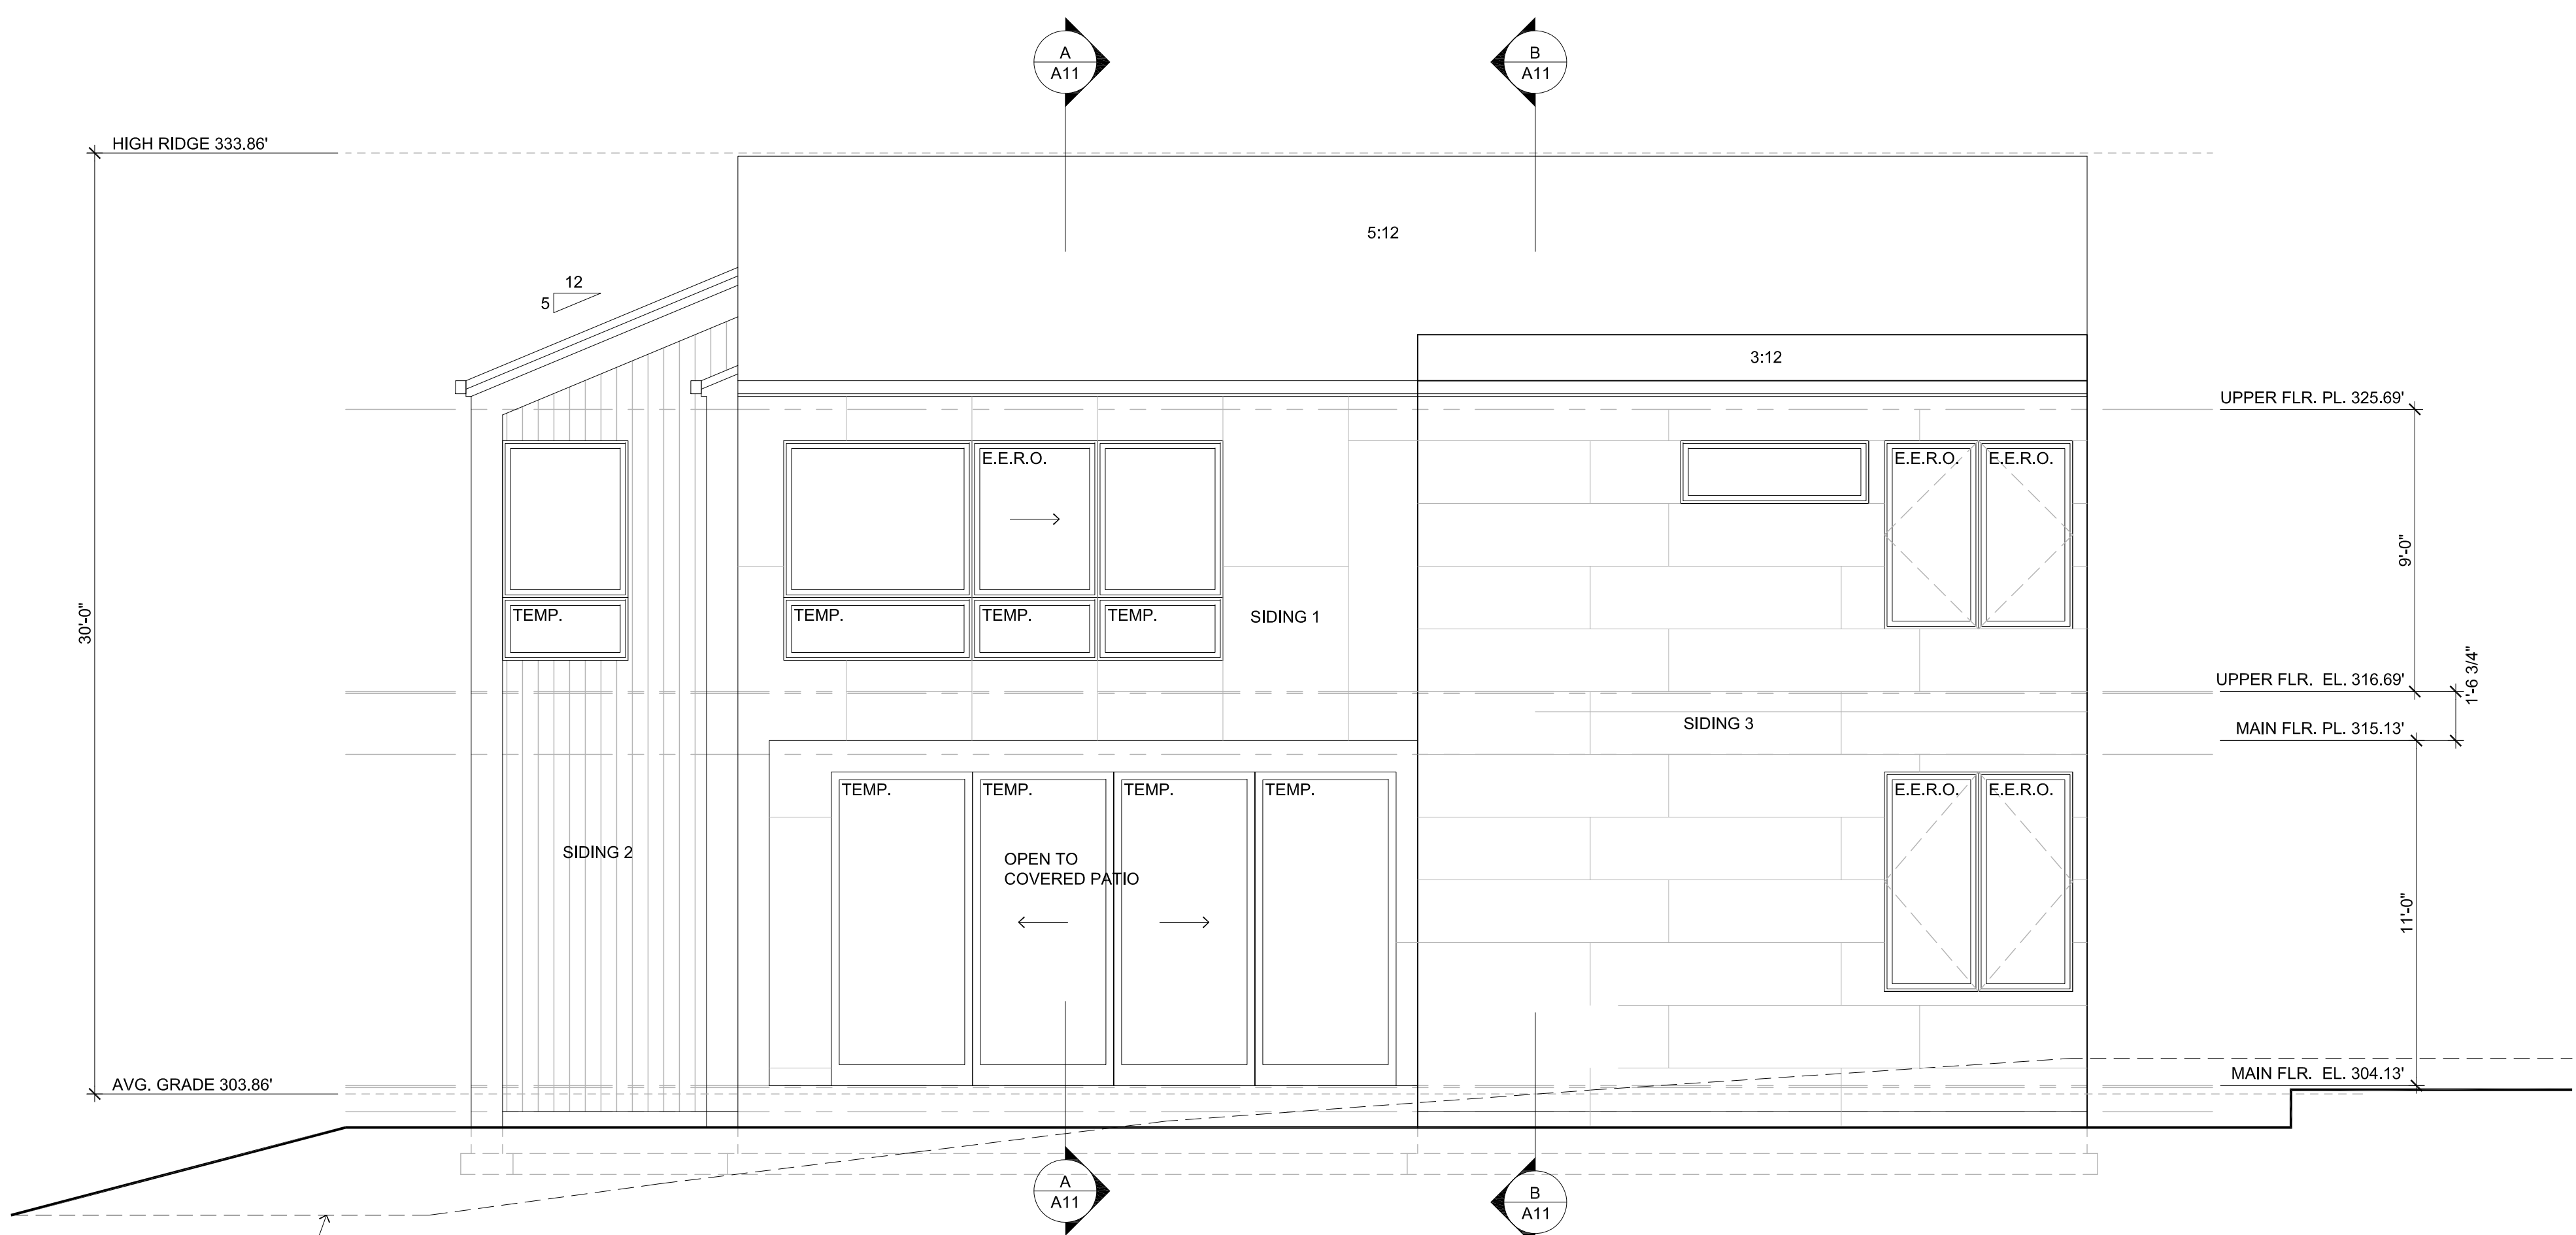 A
A11
B
A11
HIGH RIDGE 333.86'
5:12
12
5
3:12
UPPER FLR. PL. 325.69'
E.E.R.O.
E.E.R.O.
E.E.R.O.
9'-0"
30'-0"
TEMP.
TEMP.
TEMP.
TEMP.
SIDING 1
1'-6 3/4"
UPPER FLR.  EL. 316.69'
SIDING 3
MAIN FLR. PL. 315.13'
TEMP.
TEMP.
TEMP.
TEMP.
E.E.R.O.
E.E.R.O.
SIDING 2
OPEN TO
COVERED PATIO
11'-0"
AVG. GRADE 303.86'
MAIN FLR.  EL. 304.13'
A
A11
B
A11